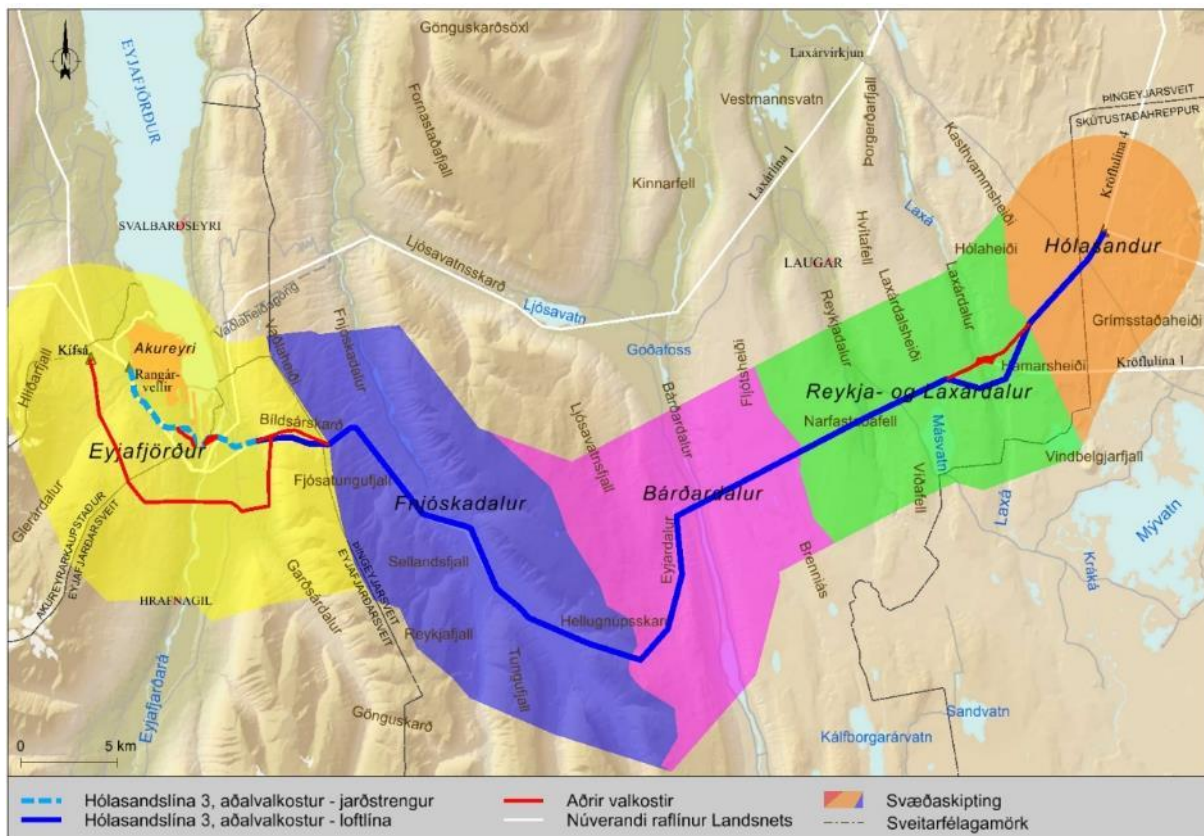 Gönguskarðsöxl
Laxárvirkjun
EYJAFJÖRÐUR
Fornastaðafjall
Vestmannsvatn
Þorgerðarfjall
ÞINGEYJARSVEIT
SKÚTUSTAÐAHREPPUR
Kasthvammsheiði
Kröflulína 4
Kinnarfell
Laxárlína 1
Laxá
SVALBARÐSEYRI
Hvítafell
Hólaheiði
Hólasandur
Ljósavatnsskarð
LAUGAR
Laxárdalsheiði
Laxárdalur
Ljósavatn
Reykjadalur
Vaðlaheiðagöng
Vaðlaheiði
Fnjóskadalur
Grímsstaðaheiði
Goðafoss
Kífsá
Akureyri
Rangár-
vellir
Hlíðarfjall
Fljótsheiði
Bárðardalur
Hamarsheiði
Kröflulína 1
Reykja- og Laxárdalur
Bíldsárskarð
Ljósavatnsfjall
Narfastaðafell
Másvatn
Eyjafjörður
Vindbelgjarfjall
Fjósatungufjall
Bárðardalur
Víðafell
Glerárdalur
Fnjóskadalur
Laxá
Mývatn
AKUREYRARKAUPSTAÐUR
EYJAFJARÐARSVEIT
ÞINGEYJARSVEIT
EYJAFJARÐARSVEIT
Sellandsfjall
Eyjardalur
Brenniás
Kráká
Garðsárdalur
HRAFNAGIL
Hellugnúpsskarð
Reykjafjall
Tungufjall
Eyjafjarðará
Gönguskarð
Sandvatn
Kálfborgarárvatn
0 5 km
Hólasandslína 3, aðalvalkostur - jarðstrengur
Aðrir valkostir
Svæðaskipting
Hólasandslína 3, aðalvalkostur - loftlína
Núverandi raflínur Landsnets
Sveitarfélagamörk